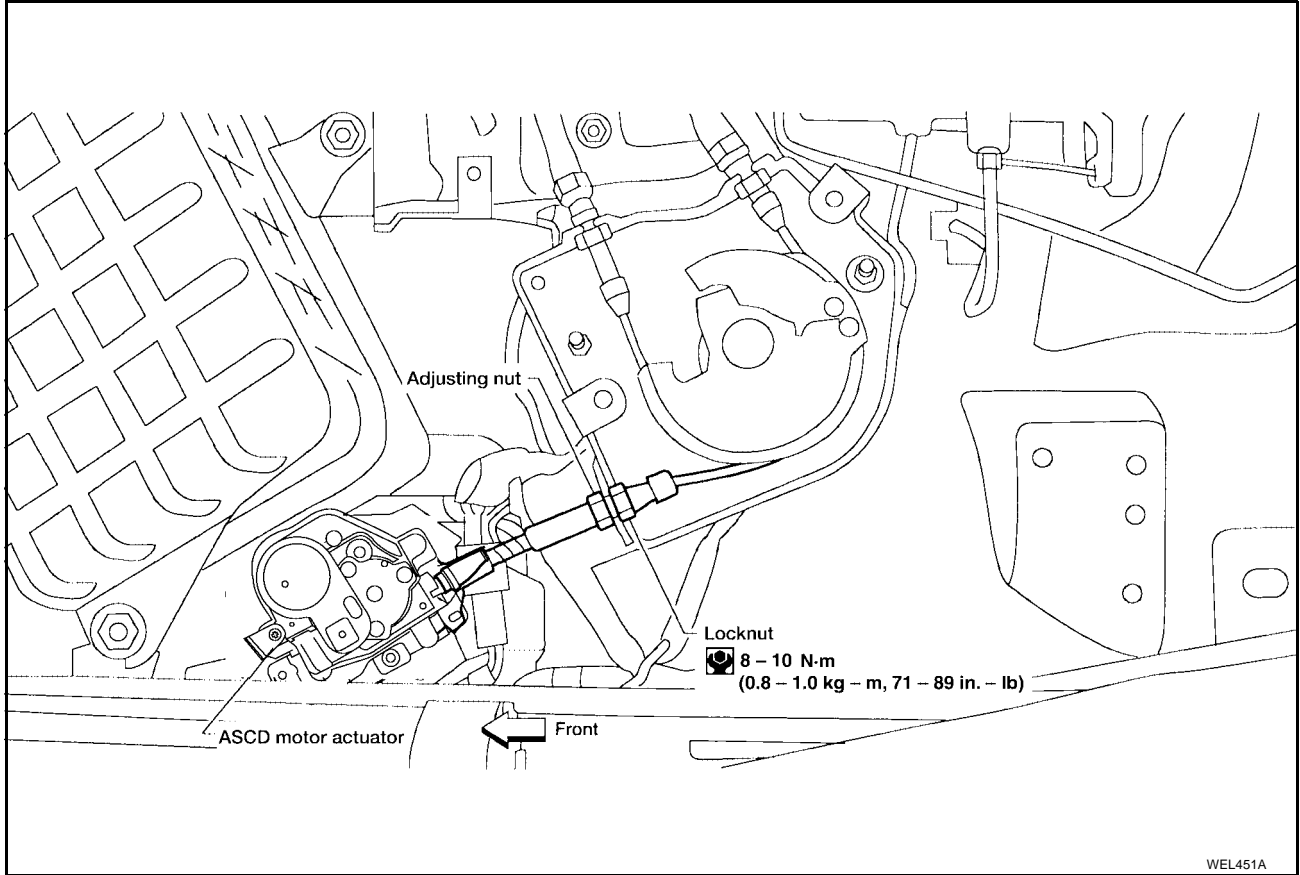 Adjusting nut
Locknut
8 – 10 N·m
(0.8 – 1.0 kg – m, 71 – 89 in. – lb)
ASCD motor actuator
Front
WEL451A